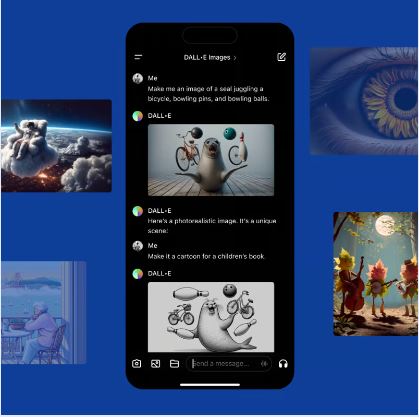 DALL•E Images >
Me
Make me an image of a seal juggling a
bicycle, bowling pins, and bowling balls.
DALL•E
DALL•E
Here's a photorealistic image. It's a unique
scene:
Me
Make it a cartoon for a children's book.
DALL•E
Send a message...